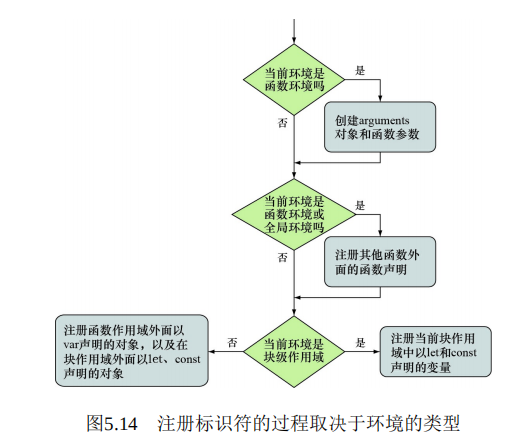 当前环境是
函数环境吗
是
否
创建arguments
对象和函数参数
当前环境是
函数环境或
全局环境吗
是
否
注册其他函数外
面的函数声明
注册函数作用域外面以
var声明的对象，以及在
块作用域外面以let、const
声明的对象
否
当前环境是
块级作用域
是
注册当前块作用
域中以let和const
声明的变量
图5.14 注册标识符的过程取决于环境的类型